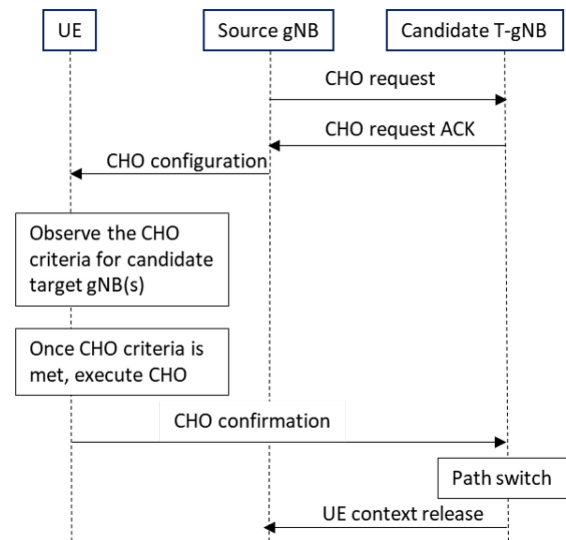 UE
Source gNB
Candidate T-gNB
CHO request
CHO request ACK
CHO configuration
Observe the CHO
criteria for candidate
target gNB(s)
Once CHO criteria is
met, execute CHO
CHO confirmation
Path switch
UE context release